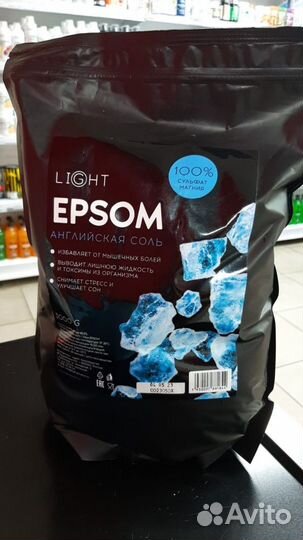 LIGHT
100%
СУЛЬФАТ
МАГНИЯ
EPSOM
АНГЛИЙСКАЯ СОЛЬ
• ИЗБАВЛЯЕТ ОТ МЫШЕЧНЫХ БОЛЕЙ
• ВЫВОДИТ ЛИШНЮЮ ЖИДКОСТЬ
И ТОКСИНЫ ИЗ ОРГАНИЗМА
• СНИМАЕТ СТРЕСС И
УЛУЧШАЕТ СОН
G
EAC
Avito